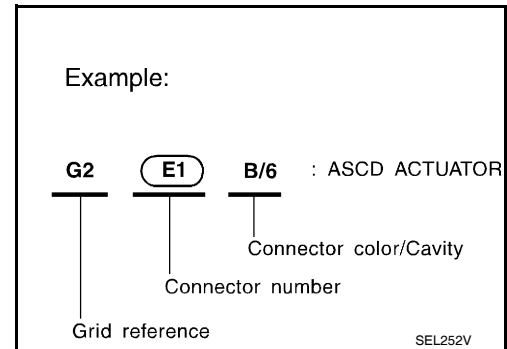 Example:
G2 E1 B/6 : ASCD ACTUATOR
Connector color/Cavity
Connector number
Grid reference
SEL252V